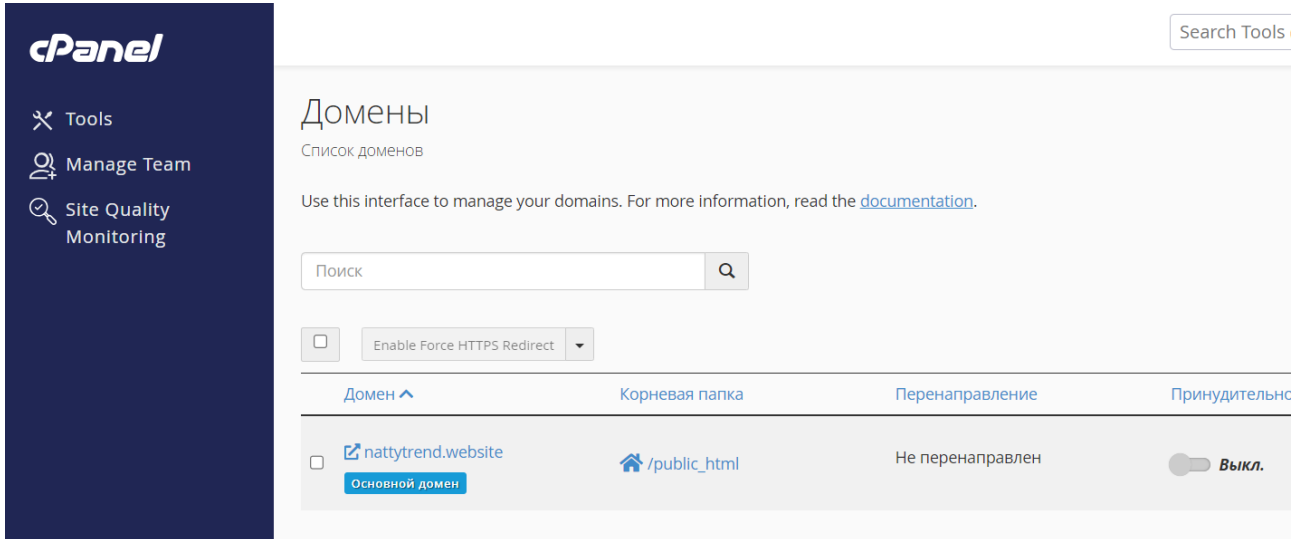 cPanel
Search Tools
Tools
Manage Team
Site Quality
Monitoring
Домены
Список доменов
Use this interface to manage your domains. For more information, read the documentation.
Поиск
Enable Force HTTPS Redirect
Домен Корневая папка Перенаправление Принудительно
nattytrend.website /public_html Не перенаправлен Выкл.
Основной домен